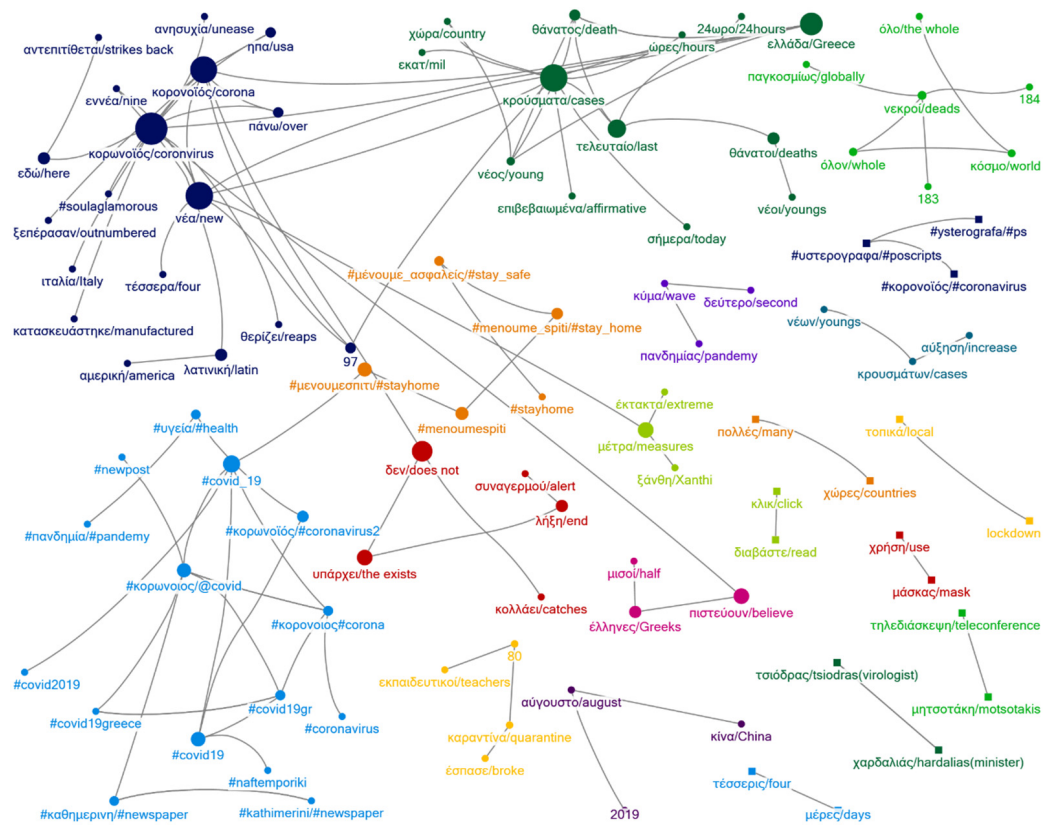 ανησυχία/unease
ηπα/usa
αντεπιτίθεται/strikes back
κορονοϊός/corona
εννέα/nine
πάνω/over
κορωνοϊός/coronvirus
εδώ/here
#soulaglamorous
νέα/new
ξεπέρασαν/outnumbered
ιταλία/Italy
τέσσερα/four
κατασκευάστηκε/manufactured
θερίζει/reaps
97
αμερική/america
λατινική/latin
χώρα/country
θάνατος/death
24ωρο/24hours
ώρες/hours
ελλάδα/Greece
εκατ/mil
κρούσματα/cases
τελευταίο/last
θάνατοι/deaths
νέος/young
επιβεβαιωμένα/affirmative
νέοι/youngs
σήμερα/today
όλο/the whole
παγκοσμίως/globally
νεκροί/deads
184
όλον/whole
κόσμο/world
183
#ysterografa/#ps
#υστερογραφα/#poscripts
#κορονοϊός/#coronavirus
#μένουμε_ασφαλείς/#stay_safe
#menoume_spiti/#stay_home
#μενουμεσπιτι/#stayhome
#stayhome
#menoumespiti
κύμα/wave
δεύτερο/second
πανδημίας/pandemy
νέων/youngs
αύξηση/increase
κρουσμάτων/cases
έκτακτα/extreme
μέτρα/measures
ξάνθη/Xanthi
πολλές/many
χώρες/countries
τοπικά/local
lockdown
κλικ/click
διαβάστε/read
χρήση/use
μάσκας/mask
δεν/does not
συναγερμού/alert
λήξη/end
υπάρχει/the exists
κολλάει/catches
μισοί/half
έλληνες/Greeks
πιστεύουν/believe
τηλεδιάσκεψη/teleconference
μητσοτάκη/motsotakis
τσιόδρας/tsiodras(virologist)
χαρδαλιάς/hardalias(minister)
#υγεία/#health
#newpost
#covid_19
#πανδημία/#pandemy
#κορωνοϊός/#coronavirus2
#κορωνοιος/@covid
#κορονοιος#corona
#covid2019
#covid19greece
#covid19gr
#coronavirus
#covid19
#naftemporiki
#καθημερινη/#newspaper
#kathimerini/#newspaper
80
εκπαιδευτικοί/teachers
καραντίνα/quarantine
έσπασε/broke
αύγουστο/august
κίνα/China
2019
τέσσερις/four
μέρες/days